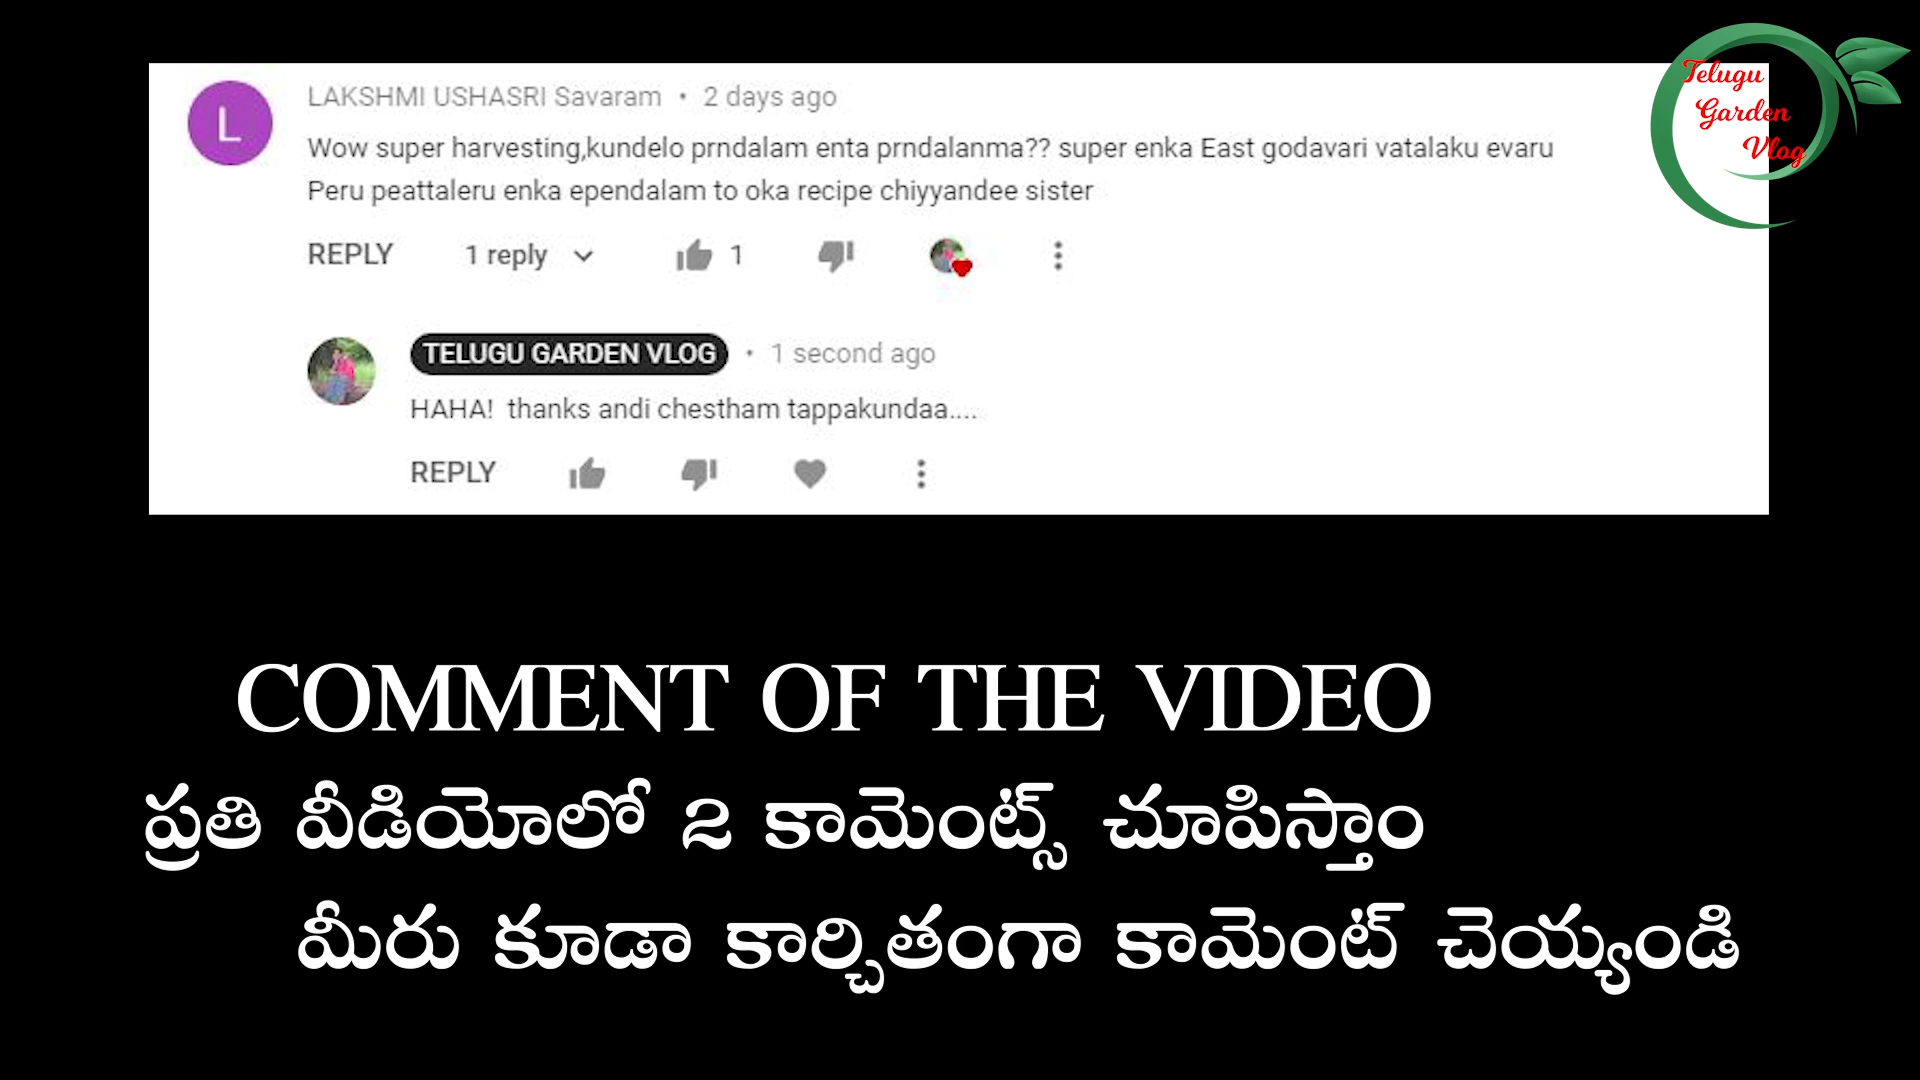 Telugu
Garden
Vlog
L
LAKSHMI USHASRI Savaram • 2 days ago
Wow super harvesting,kundelo prndalam enta prndalanma?? super enka East godavari vatalaku evaru
Peru peattaleru enka ependalam to oka recipe chiyyandee sister
REPLY 1 reply 1
TELUGU GARDEN VLOG • 1 second ago
HAHA! thanks andi chestham tappakundaa....
REPLY
COMMENT OF THE VIDEO
ప్రతి వీడియోలో 2 కామెంట్స్ చూపిస్తాం
మీరు కూడా కార్చితంగా కామెంట్ చెయ్యండి